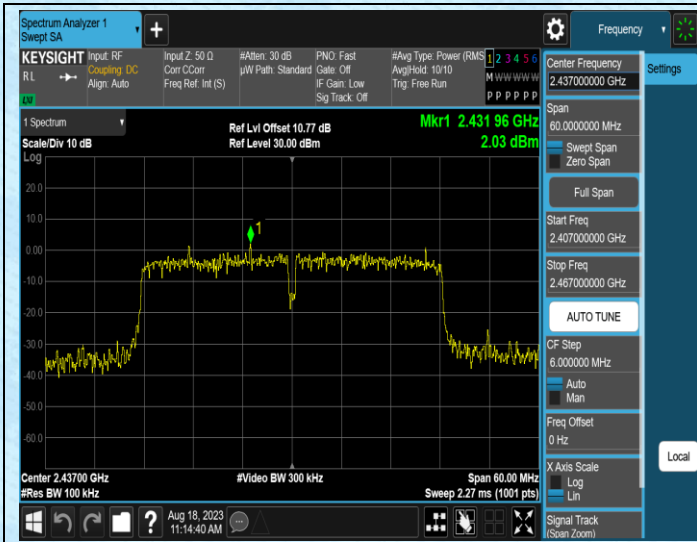 Spectrum Analyzer 1
Swept SA
Frequency
KEYSIGHT
RL
LXI
Input: RF
Coupling: DC
Align: Auto
Input Z: 50 Ω
Corr CCorr
Freq Ref: Int (S)
#Atten: 30 dB
µW Path: Standard
PNO: Fast
Gate: Off
IF Gain: Low
Sig Track: Off
#Avg Type: Power (RMS
Avg|Hold: 10/10
Trig: Free Run
1 2 3 4 5 6
M W W W W W
P P P P P P
1 Spectrum
Scale/Div 10 dB
Log
Ref Lvl Offset 10.77 dB
Ref Level 30.00 dBm
Mkr1 2.431 96 GHz
2.03 dBm
20.0
10.0
0.00
-10.0
-20.0
-30.0
-40.0
-50.0
-60.0
1
Center 2.43700 GHz
#Res BW 100 kHz
#Video BW 300 kHz
Span 60.00 MHz
Sweep 2.27 ms (1001 pts)
?
Aug 18, 2023
11:14:40 AM
Center Frequency
2.437000000 GHz
Span
60.0000000 MHz
Swept Span
Zero Span
Full Span
Start Freq
2.407000000 GHz
Stop Freq
2.467000000 GHz
AUTO TUNE
CF Step
6.000000 MHz
Auto
Man
Freq Offset
0 Hz
X Axis Scale
Log
Lin
Signal Track
(Span Zoom)
Settings
Local